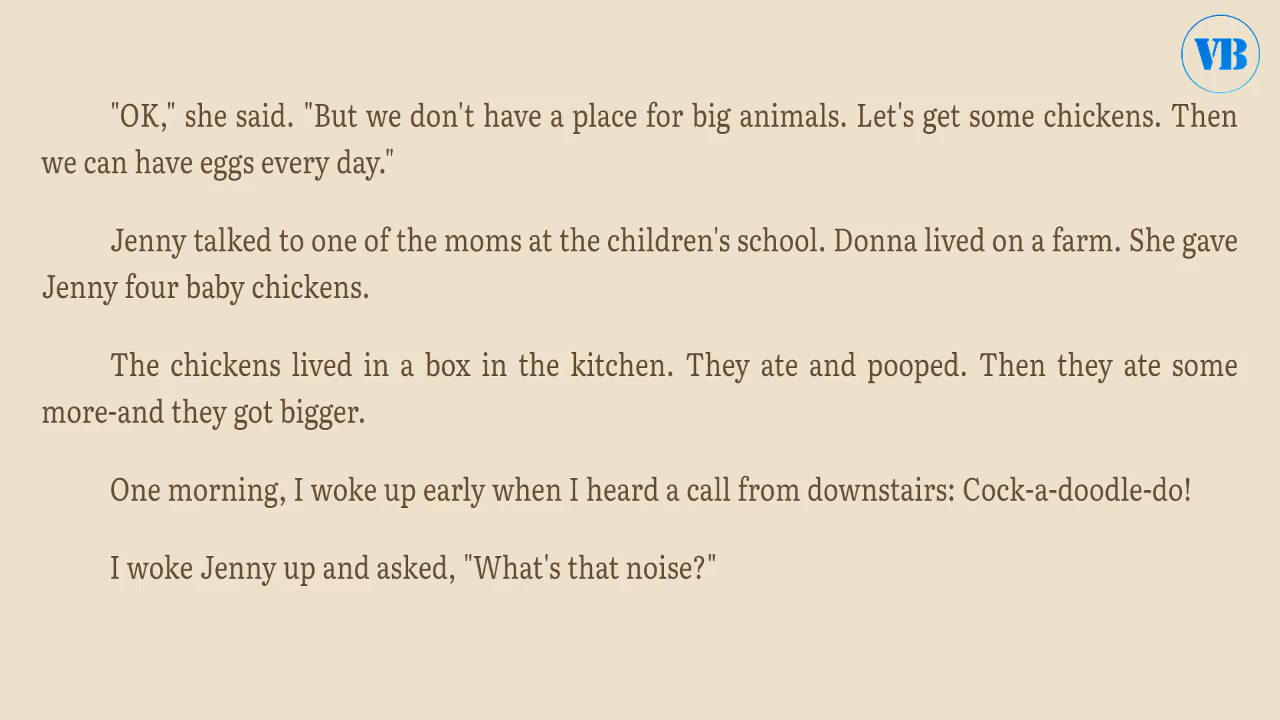 VB
"OK," she said. "But we don't have a place for big animals. Let's get some chickens. Then
we can have eggs every day."
Jenny talked to one of the moms at the children's school. Donna lived on a farm. She gave
Jenny four baby chickens.
The chickens lived in a box in the kitchen. They ate and pooped. Then they ate some
more-and they got bigger.
One morning, I woke up early when I heard a call from downstairs: Cock-a-doodle-do!
I woke Jenny up and asked, "What's that noise?"